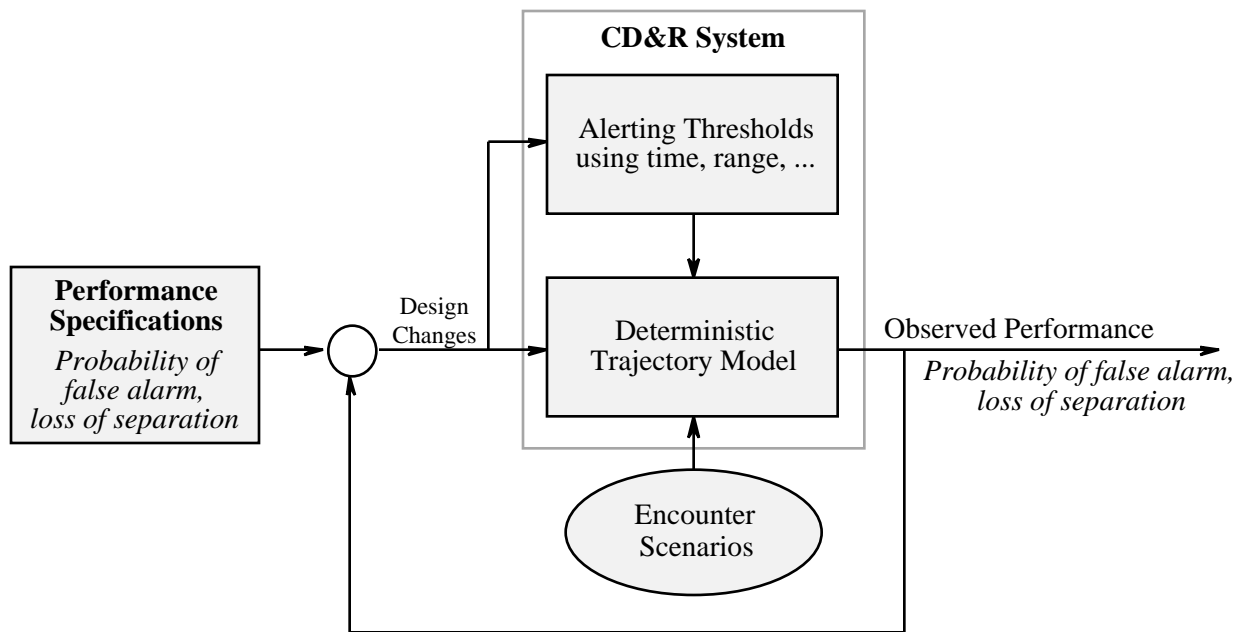 CD&R System
Alerting Thresholds
using time, range, ...
Performance
Specifications
Probability of
false alarm,
loss of separation
Design
Changes
Deterministic
Trajectory Model
Observed Performance
Probability of false alarm,
loss of separation
Encounter
Scenarios